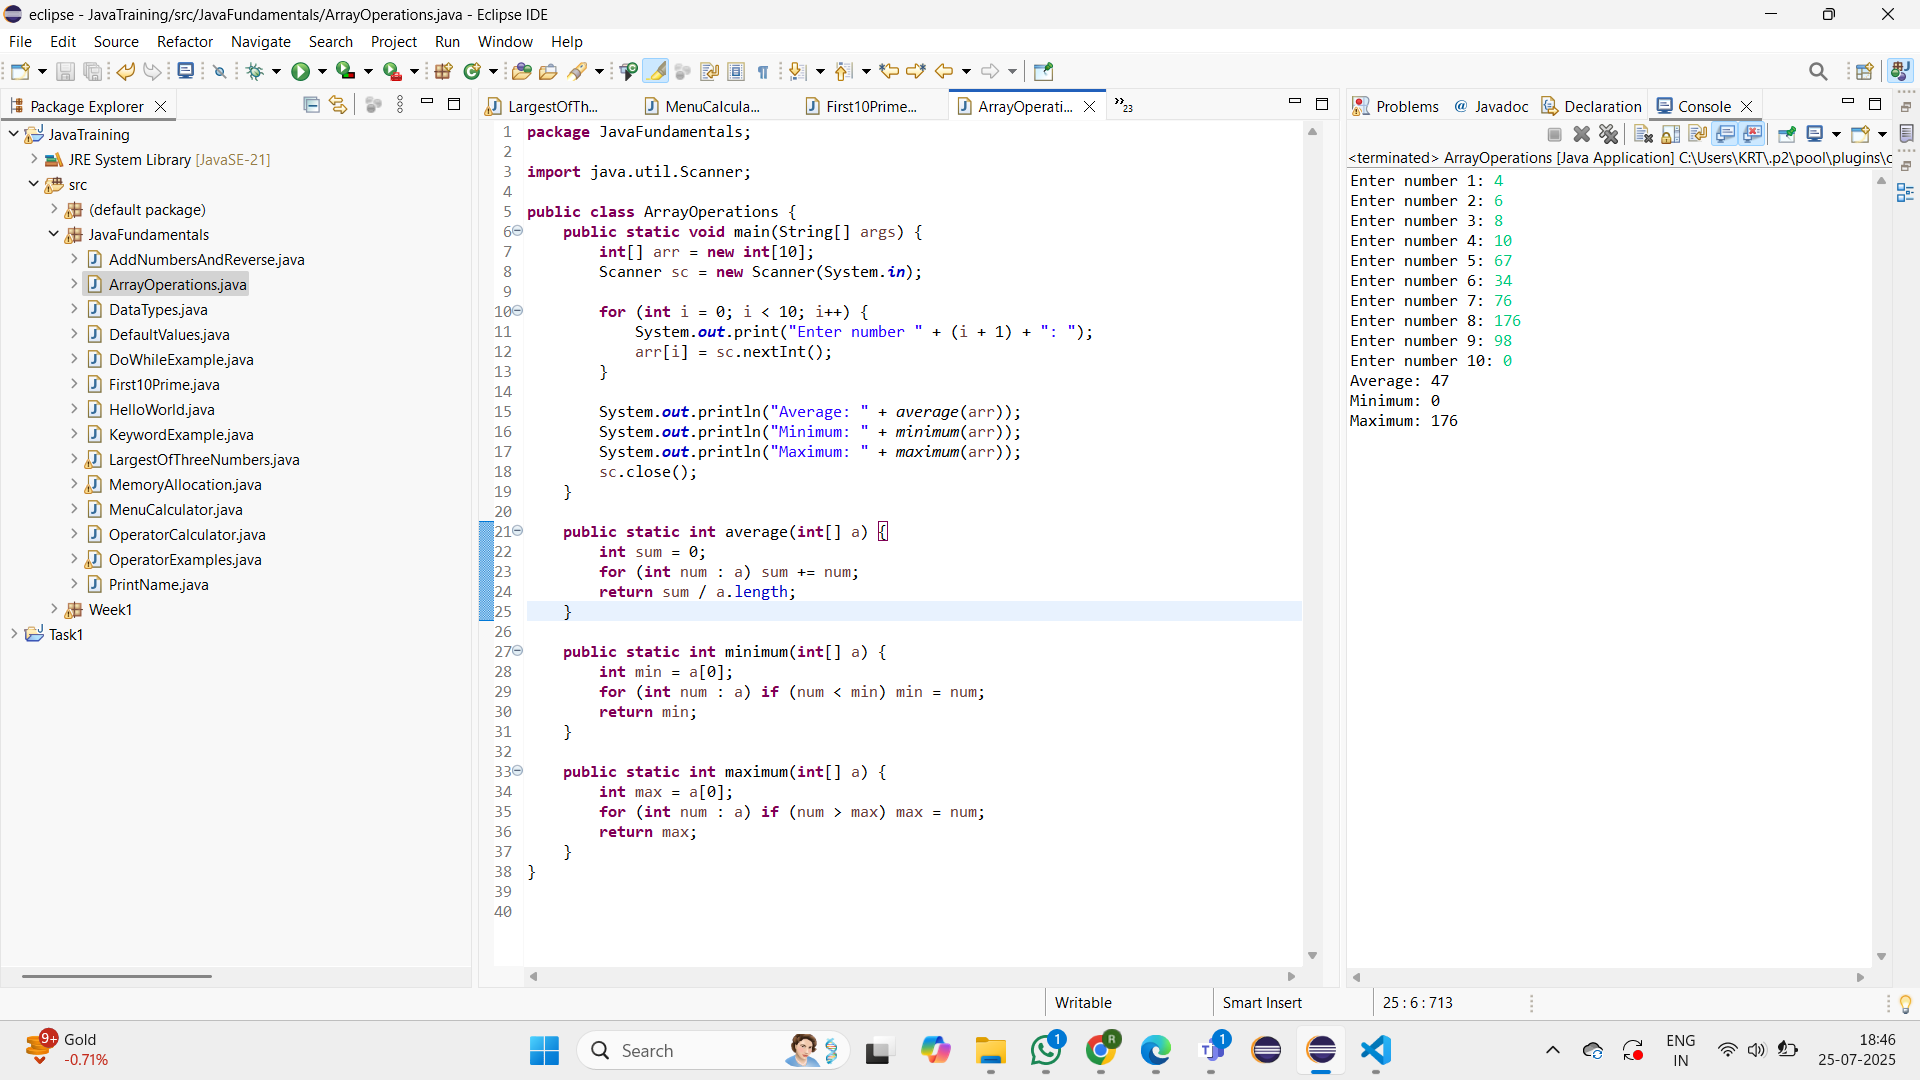 eclipse - JavaTraining/src/JavaFundamentals/ArrayOperations.java - Eclipse IDE
File Edit Source Refactor Navigate Search Project Run Window Help
Package Explorer
JavaTraining
JRE System Library [JavaSE-21]
src
(default package)
JavaFundamentals
AddNumbersAndReverse.java
ArrayOperations.java
DataTypes.java
DefaultValues.java
DoWhileExample.java
First10Prime.java
HelloWorld.java
KeywordExample.java
LargestOfThreeNumbers.java
MemoryAllocation.java
MenuCalculator.java
OperatorCalculator.java
OperatorExamples.java
PrintName.java
Week1
Task1
LargestOfTh... MenuCalcula... First10Prime... ArrayOperati... »23
1 package JavaFundamentals;
2
3 import java.util.Scanner;
4
5 public class ArrayOperations {
6     public static void main(String[] args) {
7         int[] arr = new int[10];
8         Scanner sc = new Scanner(System.in);
9
10         for (int i = 0; i < 10; i++) {
11             System.out.print("Enter number " + (i + 1) + ": ");
12             arr[i] = sc.nextInt();
13         }
14
15         System.out.println("Average: " + average(arr));
16         System.out.println("Minimum: " + minimum(arr));
17         System.out.println("Maximum: " + maximum(arr));
18         sc.close();
19     }
20
21     public static int average(int[] a) {
22         int sum = 0;
23         for (int num : a) sum += num;
24         return sum / a.length;
25     }
26
27     public static int minimum(int[] a) {
28         int min = a[0];
29         for (int num : a) if (num < min) min = num;
30         return min;
31     }
32
33     public static int maximum(int[] a) {
34         int max = a[0];
35         for (int num : a) if (num > max) max = num;
36         return max;
37     }
38 }
39
40
Problems @ Javadoc Declaration Console
<terminated> ArrayOperations [Java Application] C:\Users\KRT\.p2\pool\plugins\c
Enter number 1: 4
Enter number 2: 6
Enter number 3: 8
Enter number 4: 10
Enter number 5: 67
Enter number 6: 34
Enter number 7: 76
Enter number 8: 176
Enter number 9: 98
Enter number 10: 0
Average: 47
Minimum: 0
Maximum: 176
Writable Smart Insert 25 : 6 : 713
9+ Gold
-0.71%
Search
1
R
1
ENG
IN
18:46
25-07-2025